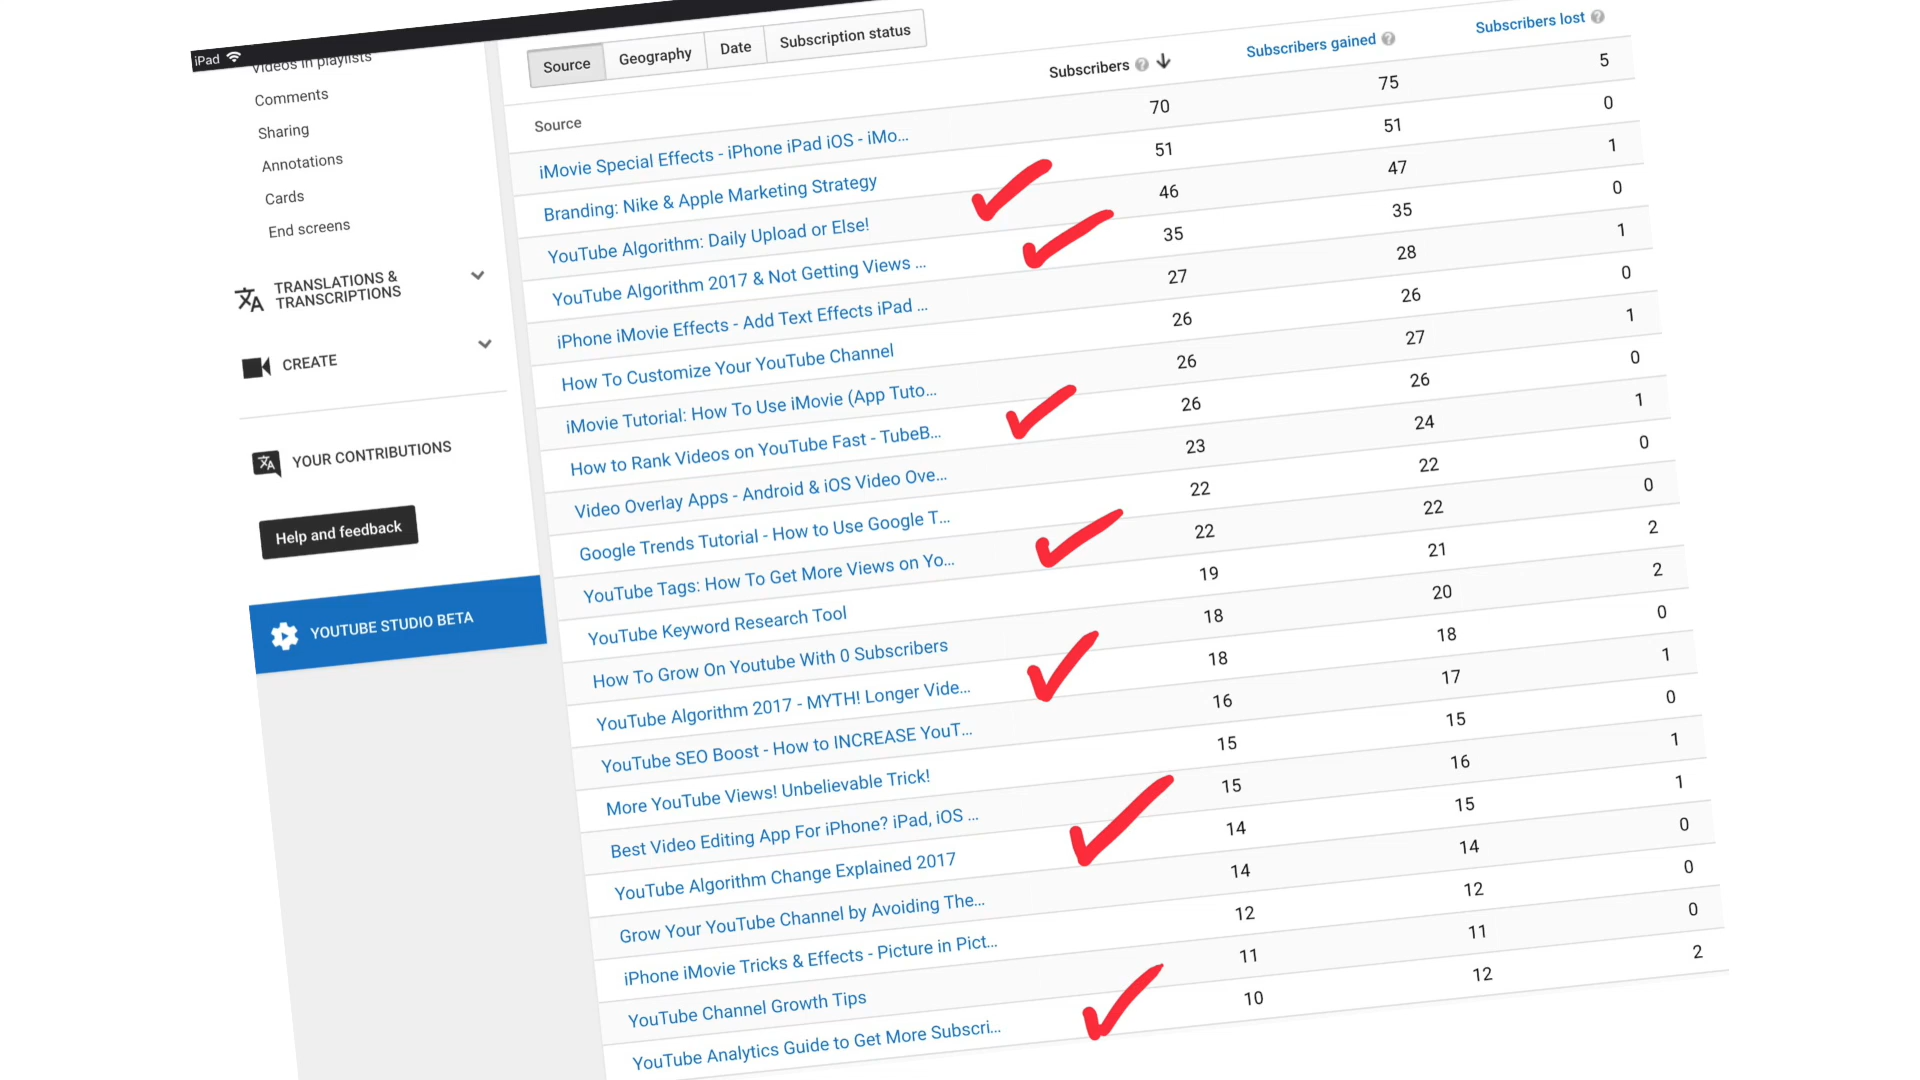 iPad
Videos in playlists
Comments
Sharing
Annotations
Cards
End screens
TRANSLATIONS &
TRANSCRIPTIONS
CREATE
YOUR CONTRIBUTIONS
Help and feedback
YOUTUBE STUDIO BETA
Source Geography Date Subscription status
Source Subscribers Subscribers gained Subscribers lost
iMovie Special Effects - iPhone iPad iOS - iMo... 70 75 5
Branding: Nike & Apple Marketing Strategy 51 51 0
YouTube Algorithm: Daily Upload or Else! 46 47 1
YouTube Algorithm 2017 & Not Getting Views ... 35 35 0
iPhone iMovie Effects - Add Text Effects iPad ... 27 28 1
How To Customize Your YouTube Channel 26 26 0
iMovie Tutorial: How To Use iMovie (App Tuto... 26 27 1
How to Rank Videos on YouTube Fast - TubeB... 26 26 0
Video Overlay Apps - Android & iOS Video Ove... 23 24 1
Google Trends Tutorial - How to Use Google T... 22 22 0
YouTube Tags: How To Get More Views on Yo... 22 22 0
YouTube Keyword Research Tool 19 21 2
How To Grow On Youtube With 0 Subscribers 18 20 2
YouTube Algorithm 2017 - MYTH! Longer Vide... 18 18 0
YouTube SEO Boost - How to INCREASE YouT... 16 17 1
More YouTube Views! Unbelievable Trick! 15 15 0
Best Video Editing App For iPhone? iPad, iOS ... 15 16 1
YouTube Algorithm Change Explained 2017 14 15 1
Grow Your YouTube Channel by Avoiding The... 14 14 0
iPhone iMovie Tricks & Effects - Picture in Pict... 12 12 0
YouTube Channel Growth Tips 11 11 0
YouTube Analytics Guide to Get More Subscri... 10 12 2